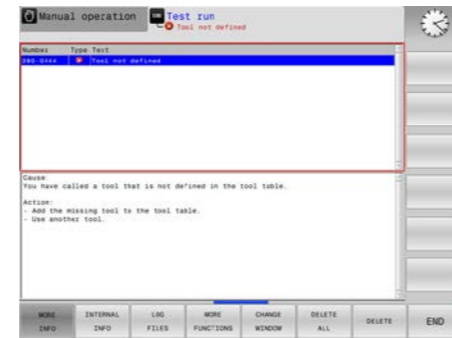 Manual operation
Test run
Tool not defined
Number Type Text
280-0444 Tool not defined
Cause:
You have called a tool that is not defined in the tool table.
Action:
- Add the missing tool to the tool table.
- Use another tool.
MORE INFO
INTERNAL INFO
LOG FILES
MORE FUNCTIONS
CHANGE WINDOW
DELETE ALL
DELETE
END